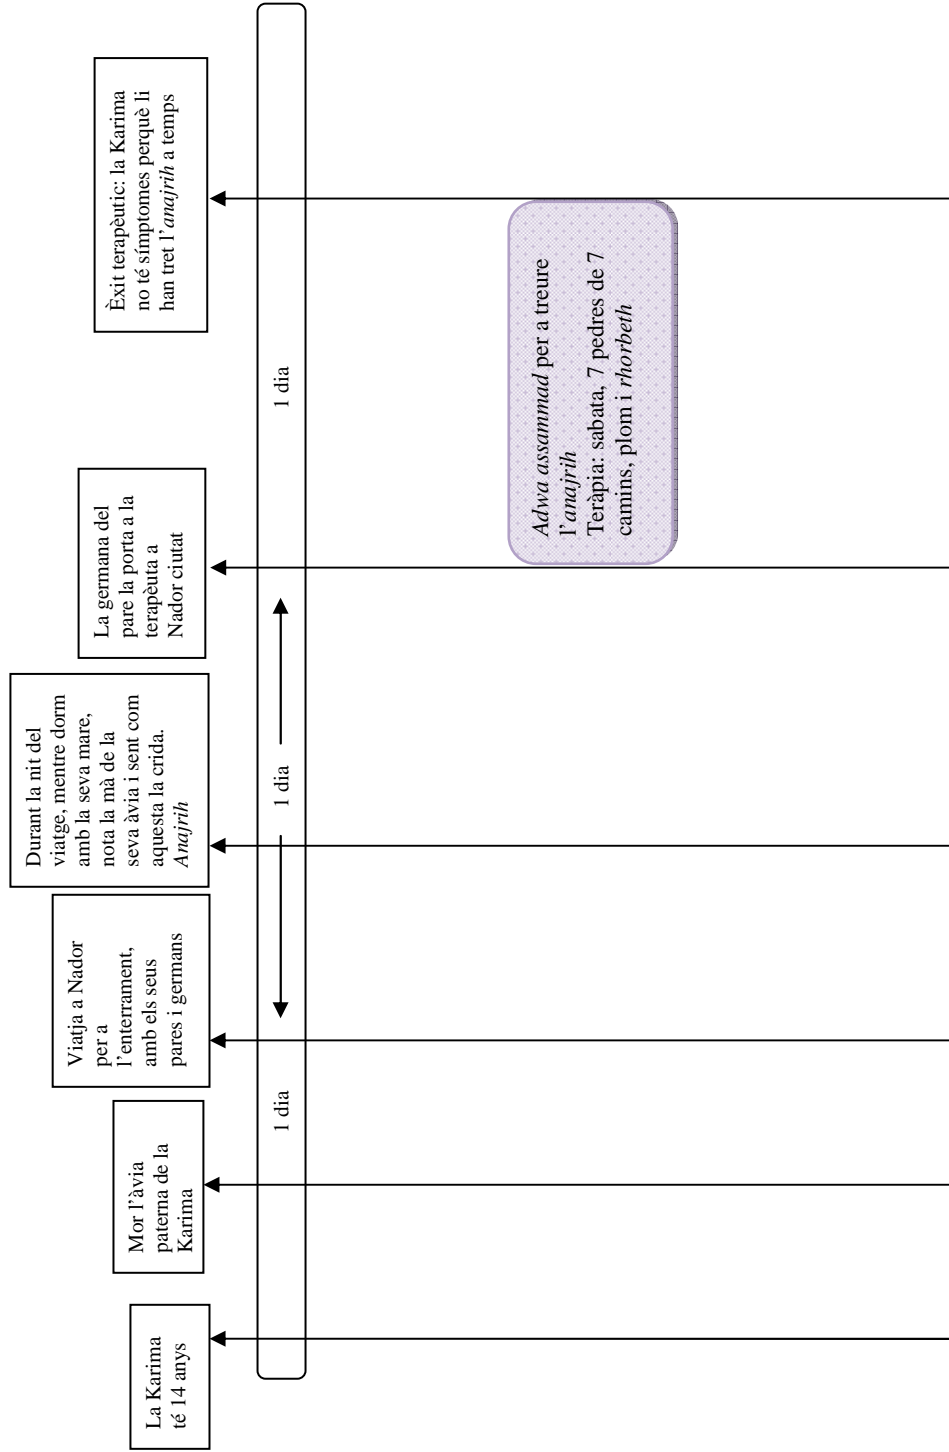 La Karima
té 14 anys
Mor l'àvia
paterna de la
Karima
Viatja a Nador
per a
l'enterrament,
amb els seus
pares i germans
Durant la nit del
viatge, mentre dorm
amb la seva mare,
nota la mà de la
seva àvia i sent com
aquesta la crida.
Anajrih
La germana del
pare la porta a la
terapèuta a
Nador ciutat
Èxit terapèutic: la Karima
no té símptomes perquè li
han tret l'anajrih a temps
1 dia
1 dia
1 dia
Adwa assammad per a treure
l'anajrih
Teràpia: sabata, 7 pedres de 7
camins, plom i rhorbeth